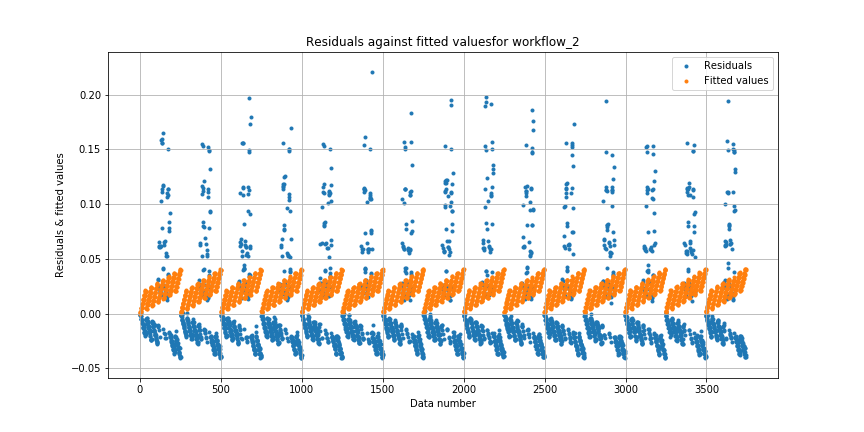 Residuals against fitted valuesfor workflow_2
Residuals
Fitted values
0.20
0.15
0.10
0.05
0.00
−0.05
Residuals & fitted values
0 500 1000 1500 2000 2500 3000 3500
Data number